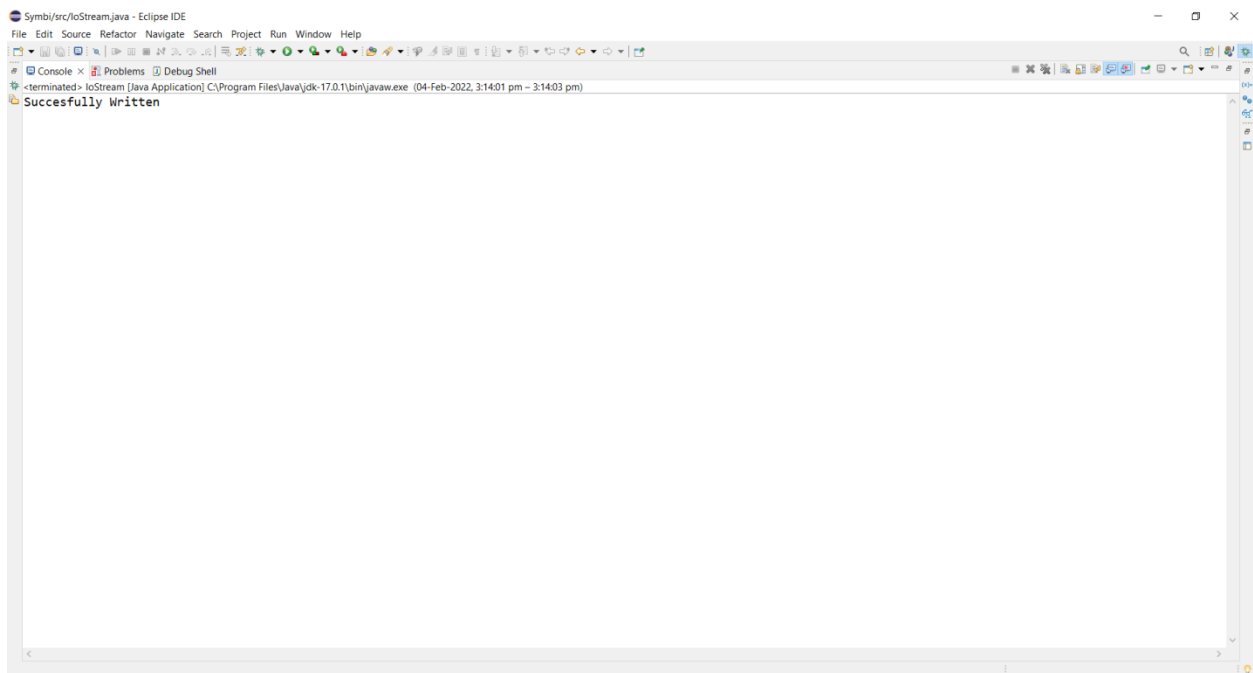 Symbi/src/IoStream.java - Eclipse IDE
File Edit Source Refactor Navigate Search Project Run Window Help
Console Problems Debug Shell
<terminated> IoStream [Java Application] C:\Program Files\Java\jdk-17.0.1\bin\javaw.exe (04-Feb-2022, 3:14:01 pm – 3:14:03 pm)
Succesfully Written